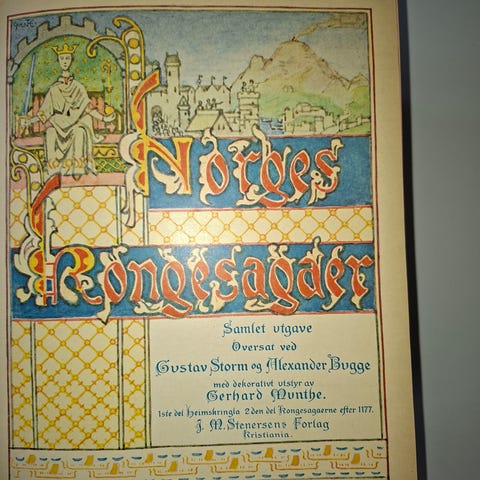 Norges
Kongesagaer
Samlet utgave
Oversat ved
Gustav Storm og Alexander Bugge
med dekorativt utstyr av
Gerhard Munthe.
1ste del Heimskringla 2den del Kongesagaerne efter 1177.
J. M. Stenersens Forlag
Kristiania.